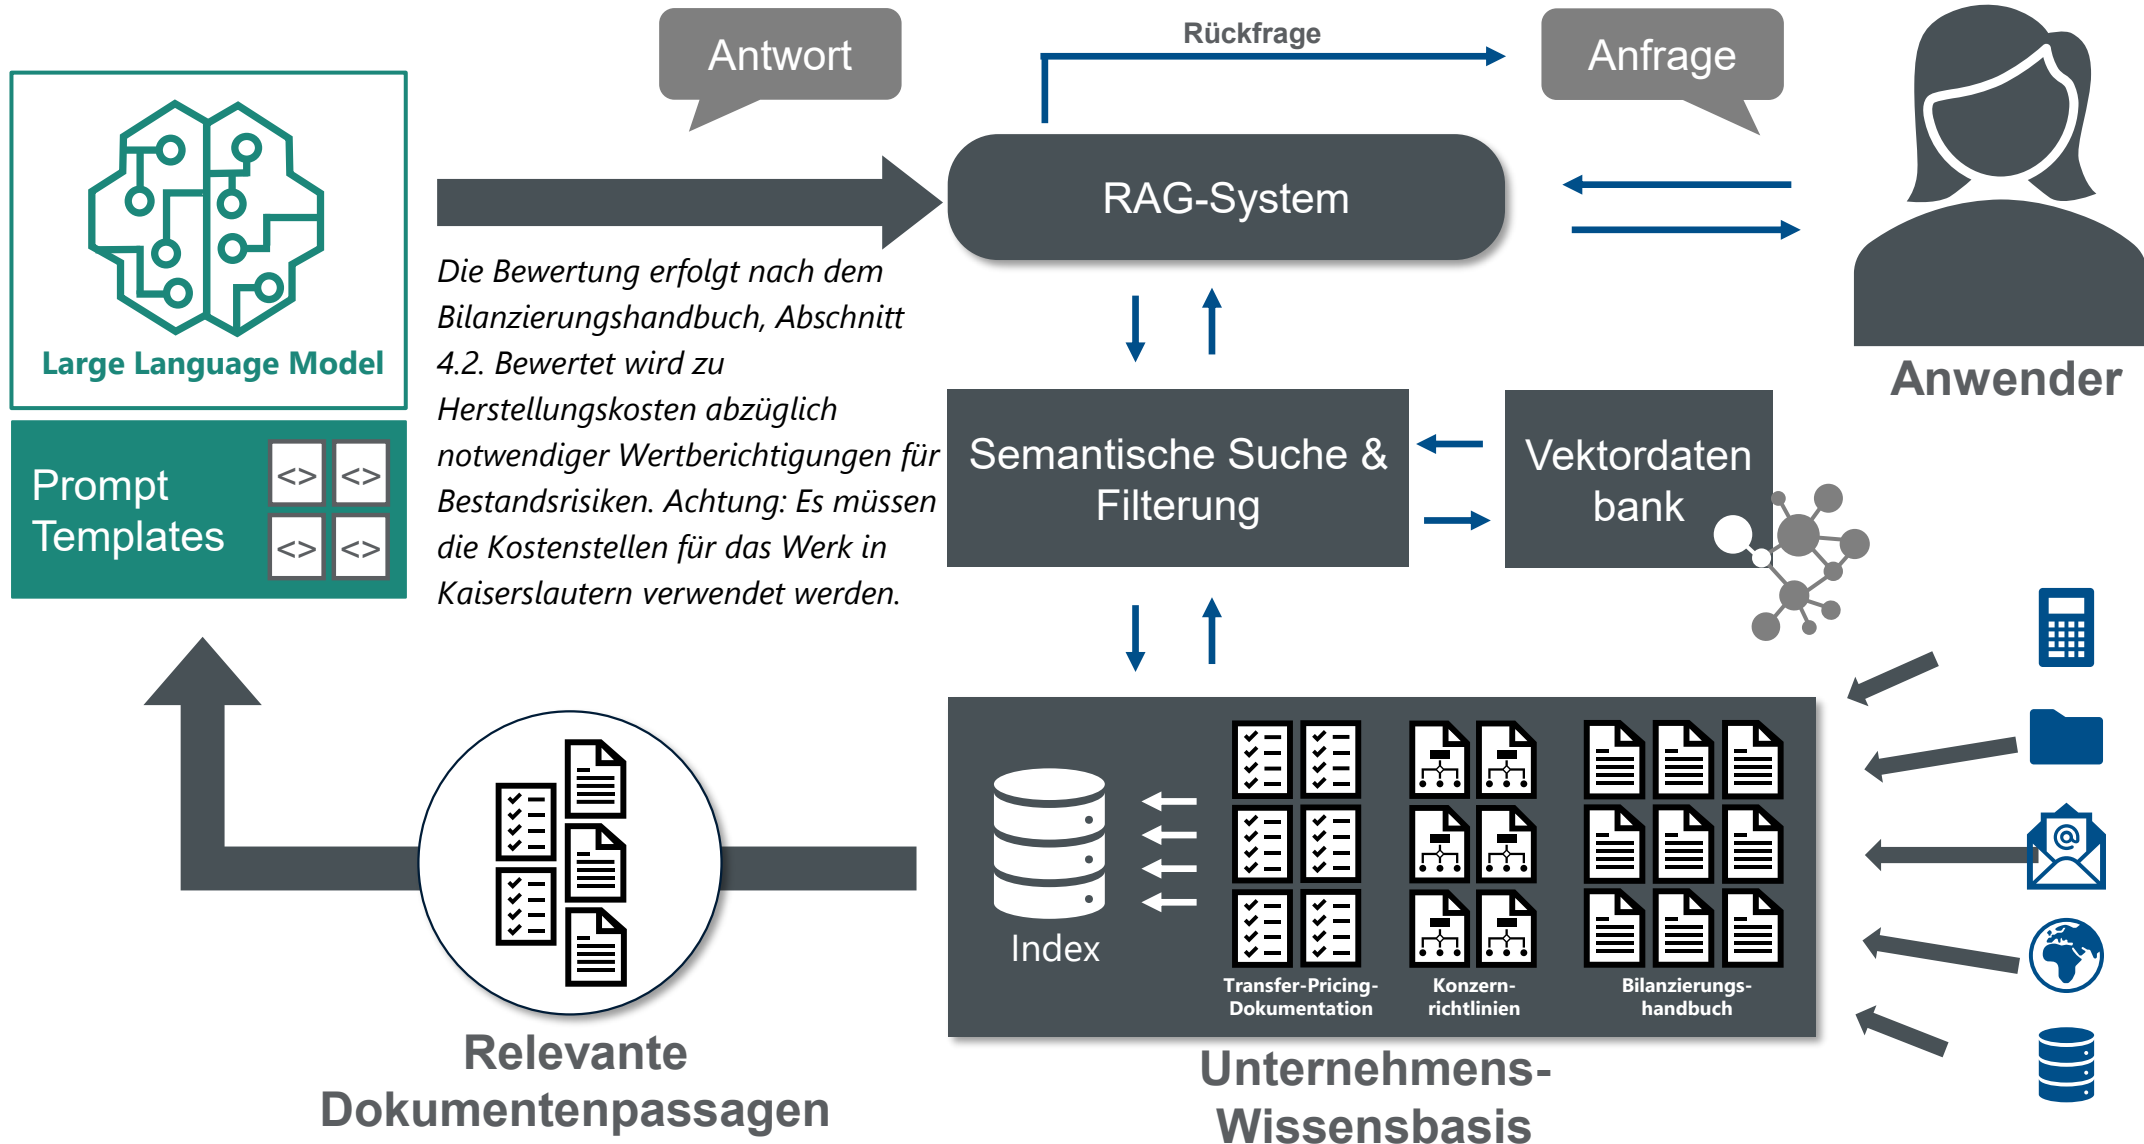 Antwort
Rückfrage
Anfrage
RAG-System
Large Language Model
Die Bewertung erfolgt nach dem
Bilanzierungshandbuch, Abschnitt
4.2. Bewertet wird zu
Herstellungskosten abzüglich
notwendiger Wertberichtigungen für
Bestandsrisiken. Achtung: Es müssen
die Kostenstellen für das Werk in
Kaiserslautern verwendet werden.
Anwender
Prompt
Templates
<> <>
<> <>
Semantische Suche &
Filterung
Vektordaten
bank
@
Index
Transfer-Pricing-
Dokumentation
Konzern-
richtlinien
Bilanzierungs-
handbuch
Relevante
Dokumentenpassagen
Unternehmens-
Wissensbasis